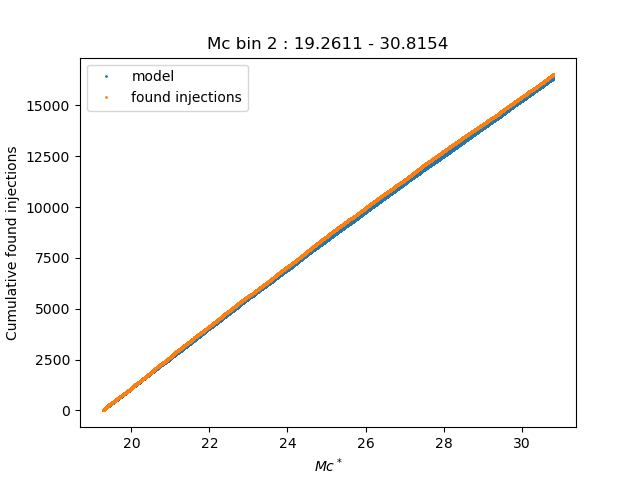 Mc bin 2 : 19.2611 - 30.8154
model
found injections
Cumulative found injections
15000
12500
10000
7500
5000
2500
0
20
22
24
26
28
30
Mc*